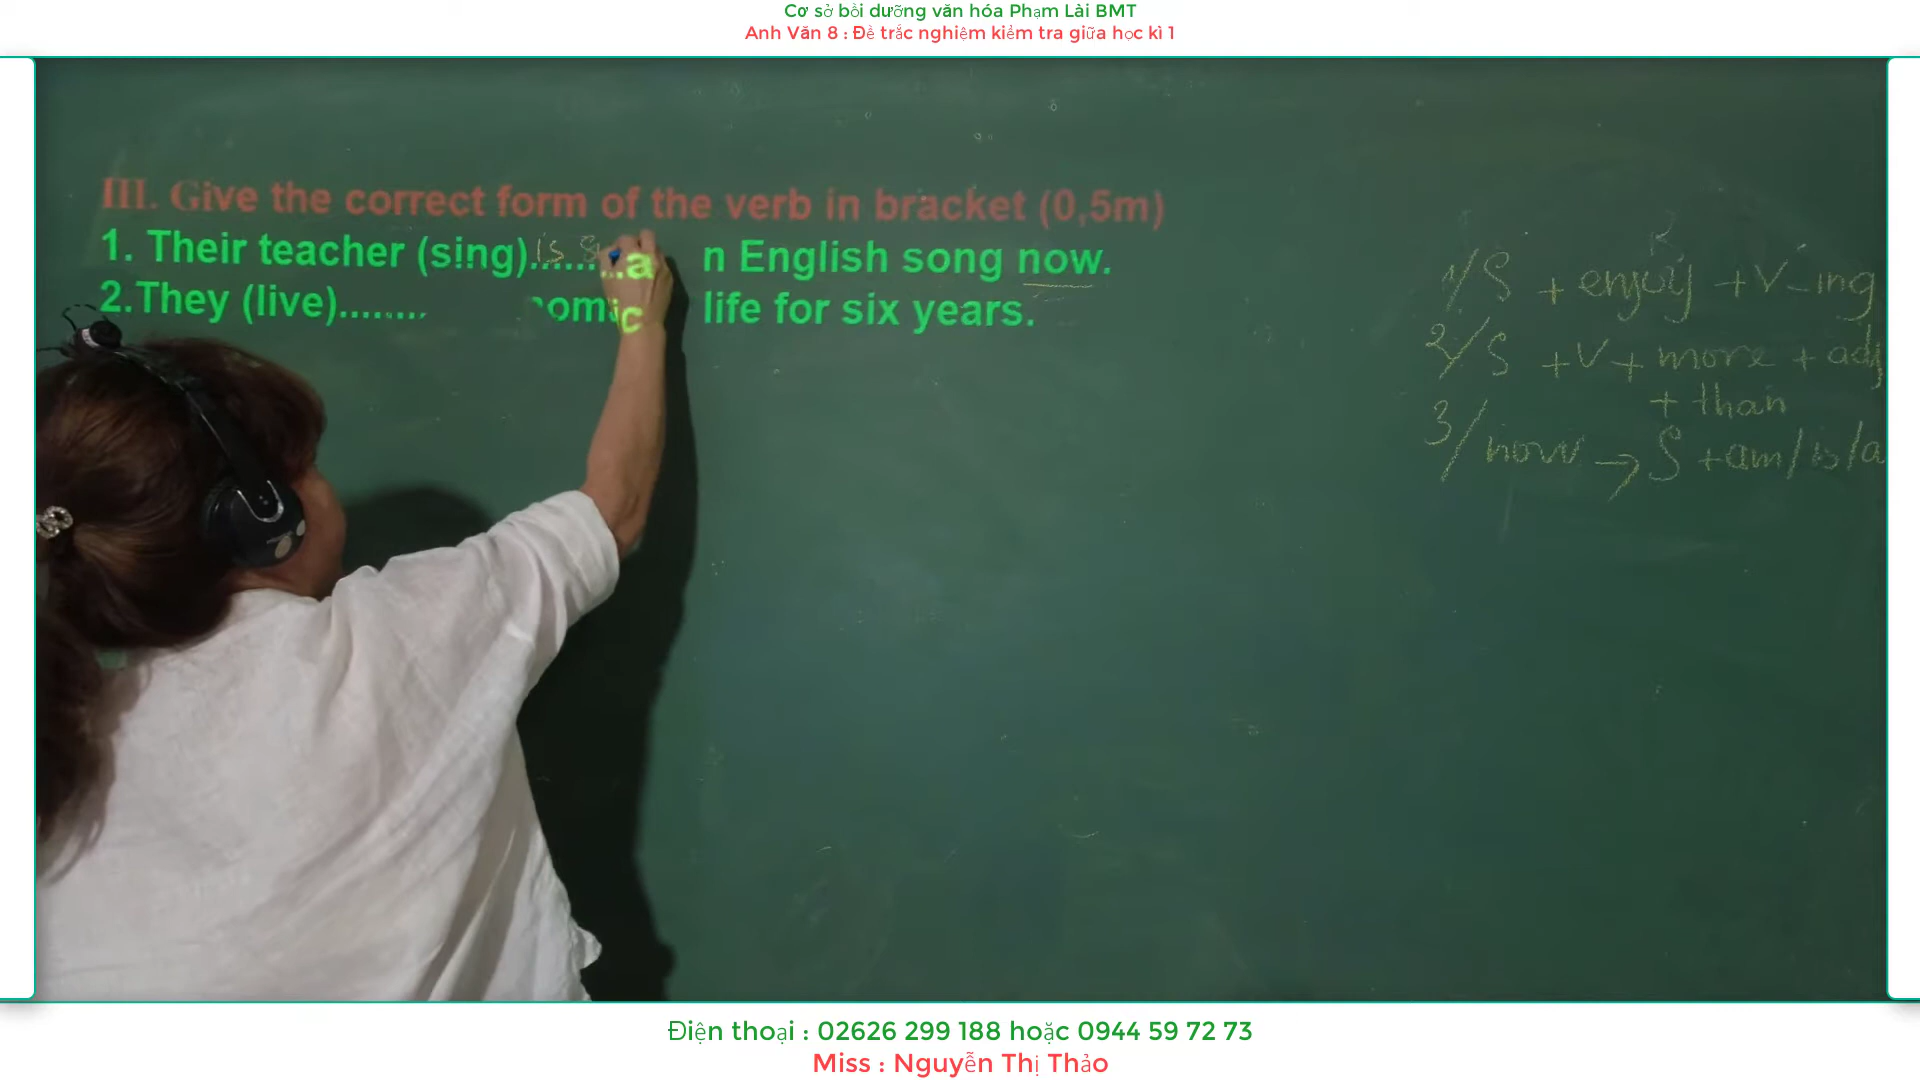 Cơ sở bồi dưỡng văn hóa Phạm Lài BMT
Anh Văn 8 : Đề trắc nghiệm kiểm tra giữa học kì 1
III. Give the correct form of the verb in bracket (0,5m)
1. Their teacher (sing)......... is a n English song now.
2.They (live)........ life for six years.
1/ S + enjoy + V-ing
2/ S + V + more + adj
+ than
3/ now → S + am / is /
Điện thoại : 02626 299 188 hoặc 0944 59 72 73
Miss : Nguyễn Thị Thảo